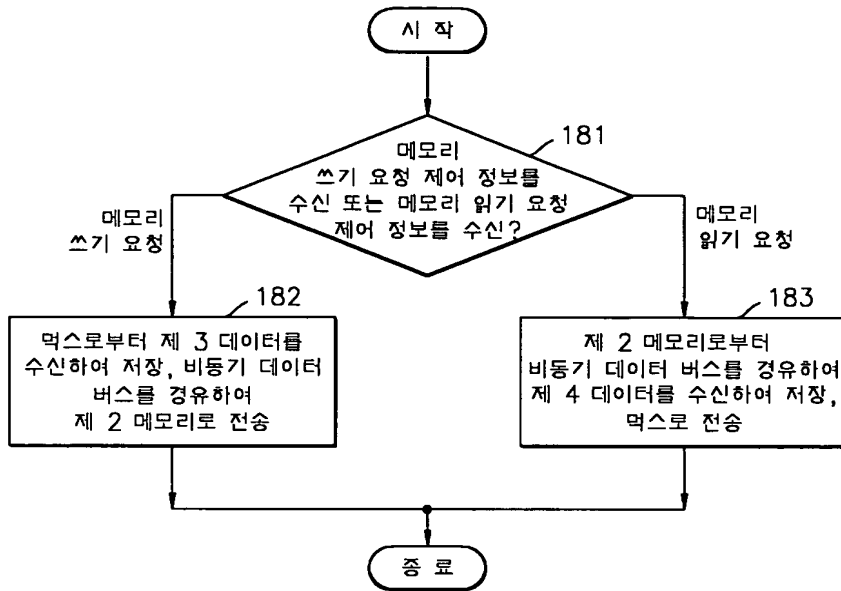 시 작
181
메모리
쓰기 요청 제어 정보를
수신 또는 메모리 읽기 요청
제어 정보를 수신?
메모리
쓰기 요청
메모리
읽기 요청
182
먹스로부터 제 3 데이터를
수신하여 저장, 비동기 데이터
버스를 경유하여
제 2 메모리로 전송
183
제 2 메모리로부터
비동기 데이터 버스를 경유하여
제 4 데이터를 수신하여 저장,
먹스로 전송
종 료